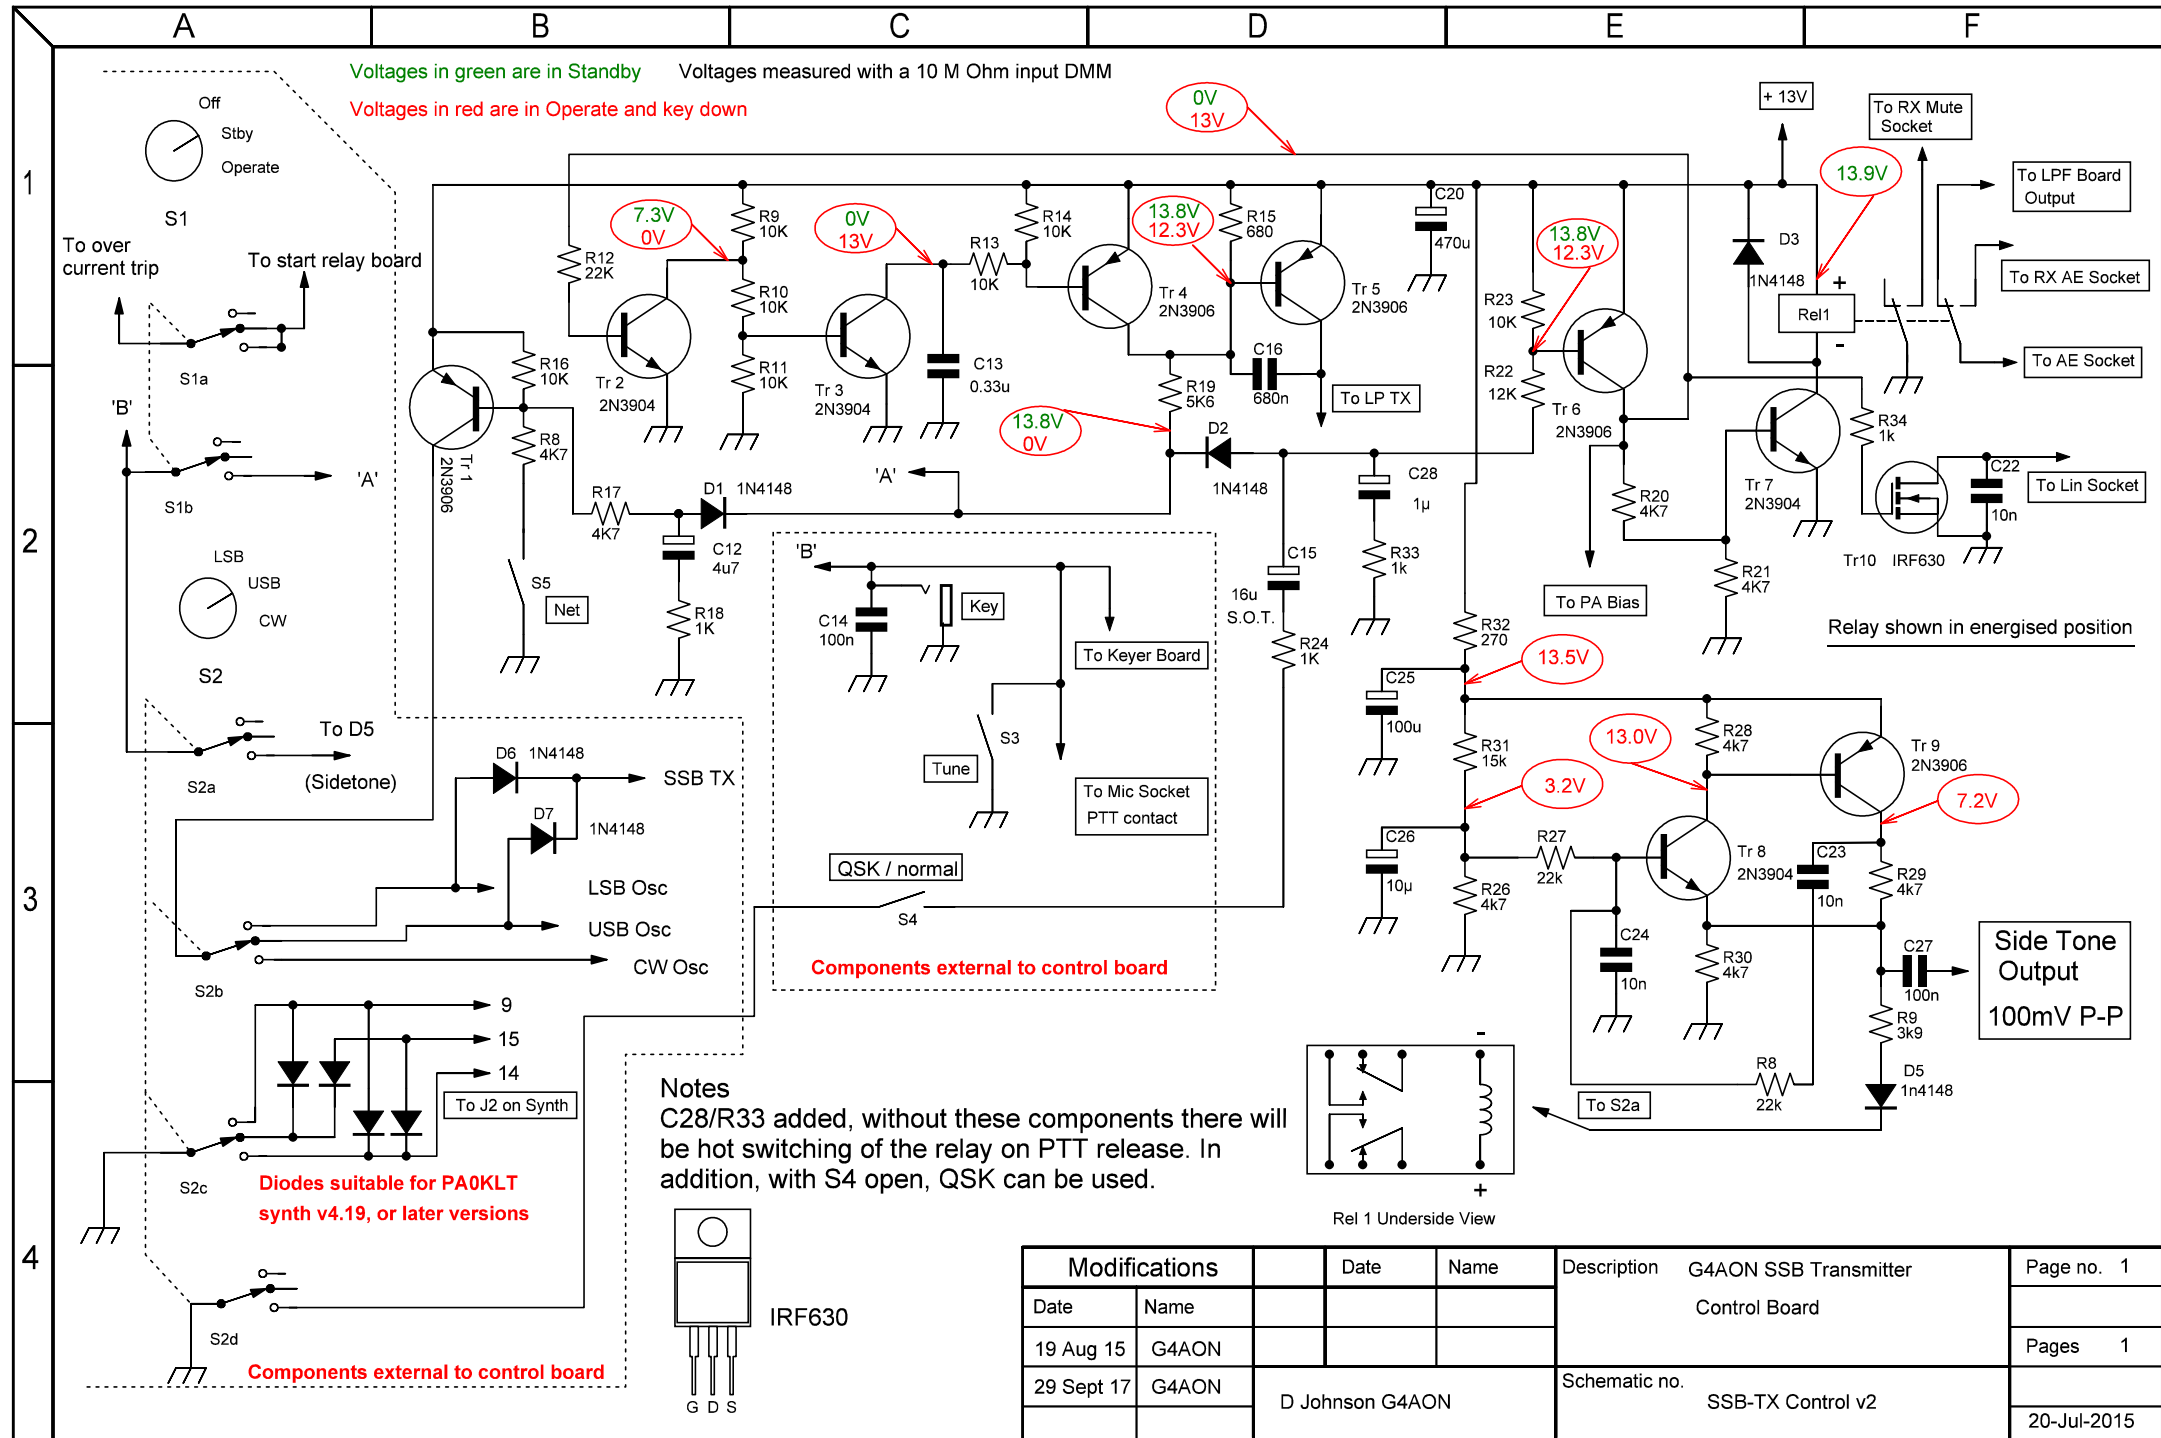 A B C D E F
1
2
3
4
Voltages in green are in Standby
Voltages measured with a 10 M Ohm input DMM
Voltages in red are in Operate and key down
Off
Stby
Operate
S1
To over
current trip
To start relay board
S1a
'B'
'A'
S1b
LSB
USB
CW
S2
To D5
(Sidetone)
S2a
S2b
S2c
S2d
0V
13V
7.3V
0V
0V
13V
13.8V
12.3V
13.8V
12.3V
13.9V
13.8V
0V
R12
22K
R9
10K
R10
10K
R11
10K
Tr 2
2N3904
Tr 3
2N3904
C13
0.33u
R13
10K
R14
10K
Tr 4
2N3906
R15
680
Tr 5
2N3906
C16
680n
R19
5K6
To LP TX
C20
470u
R23
10K
R22
12K
Tr 6
2N3906
D3
1N4148
+ 13V
To RX Mute
Socket
To LPF Board
Output
To RX AE Socket
To AE Socket
Rel1
+
-
R16
10K
R8
4K7
Tr 1
2N3906
R17
4K7
D1
1N4148
C12
4u7
R18
1K
S5
Net
'A'
D2
1N4148
C28
1µ
R33
1k
C15
16u
S.O.T.
R24
1K
To PA Bias
R20
4K7
R21
4K7
Tr 7
2N3904
R34
1k
C22
10n
To Lin Socket
Tr10
IRF630
Relay shown in energised position
'B'
C14
100n
Key
To Keyer Board
S3
Tune
To Mic Socket
PTT contact
QSK / normal
S4
Components external to control board
D6
1N4148
D7
1N4148
SSB TX
LSB Osc
USB Osc
CW Osc
9
15
14
To J2 on Synth
Diodes suitable for PA0KLT
synth v4.19, or later versions
Components external to control board
R32
270
13.5V
C25
100u
R31
15k
3.2V
13.0V
7.2V
C26
10µ
R26
4k7
R27
22k
R28
4k7
Tr 8
2N3904
Tr 9
2N3906
C23
10n
R29
4k7
C24
10n
R30
4k7
C27
100n
R9
3k9
R8
22k
D5
1n4148
To S2a
Side Tone
Output
100mV P-P
-
+
Rel 1 Underside View
Notes
C28/R33 added, without these components there will
be hot switching of the relay on PTT release. In
addition, with S4 open, QSK can be used.
IRF630
G D S
Modifications
Date
Name
Date
Name
19 Aug 15
G4AON
29 Sept 17
G4AON
D Johnson G4AON
Description
G4AON SSB Transmitter
Control Board
Schematic no.
SSB-TX Control v2
Page no. 1
Pages 1
20-Jul-2015